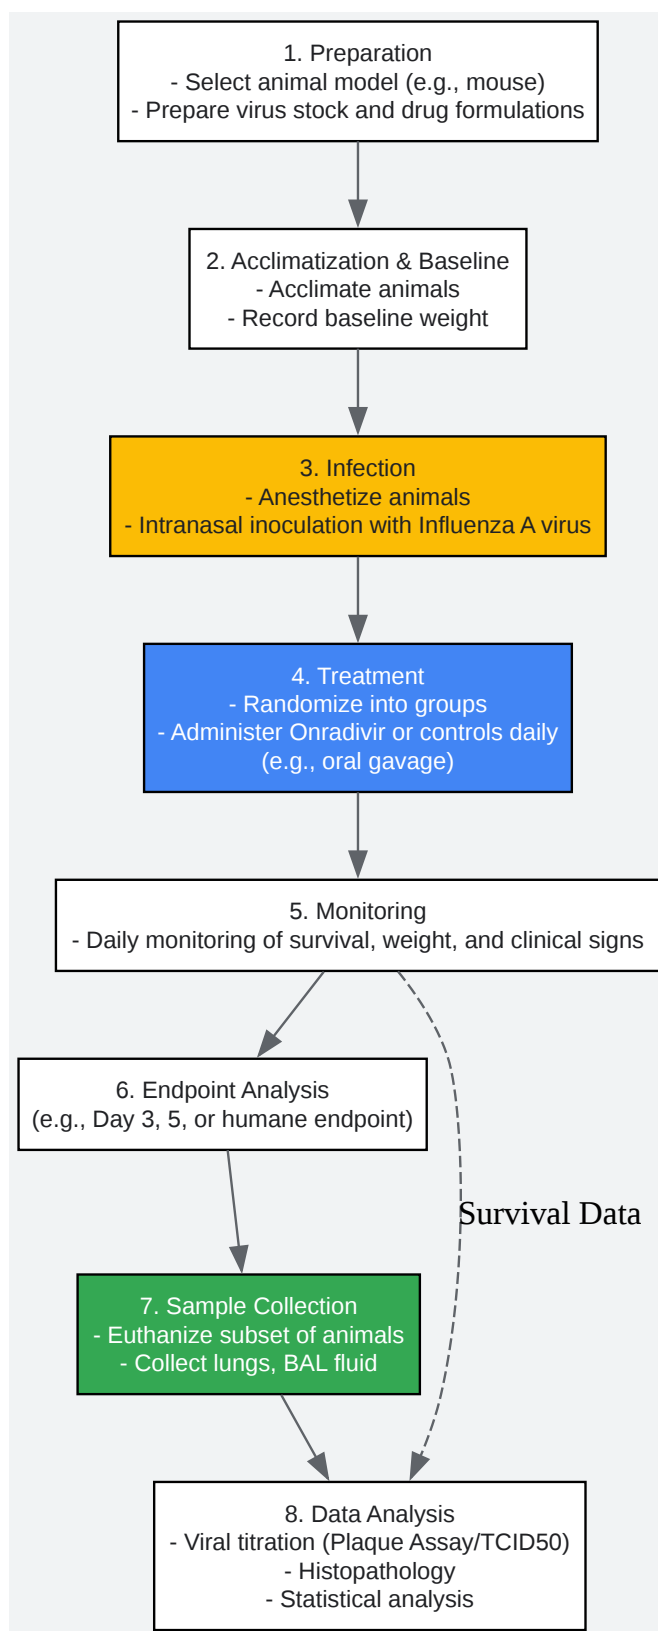 1. Preparation
- Select animal model (e.g., mouse)
- Prepare virus stock and drug formulations
2. Acclimatization & Baseline
- Acclimate animals
- Record baseline weight
3. Infection
- Anesthetize animals
- Intranasal inoculation with Influenza A virus
4. Treatment
- Randomize into groups
- Administer Onradivir or controls daily
(e.g., oral gavage)
5. Monitoring
- Daily monitoring of survival, weight, and clinical signs
6. Endpoint Analysis
(e.g., Day 3, 5, or humane endpoint)
Survival Data
7. Sample Collection
- Euthanize subset of animals
- Collect lungs, BAL fluid
8. Data Analysis
- Viral titration (Plaque Assay/TCID50)
- Histopathology
- Statistical analysis